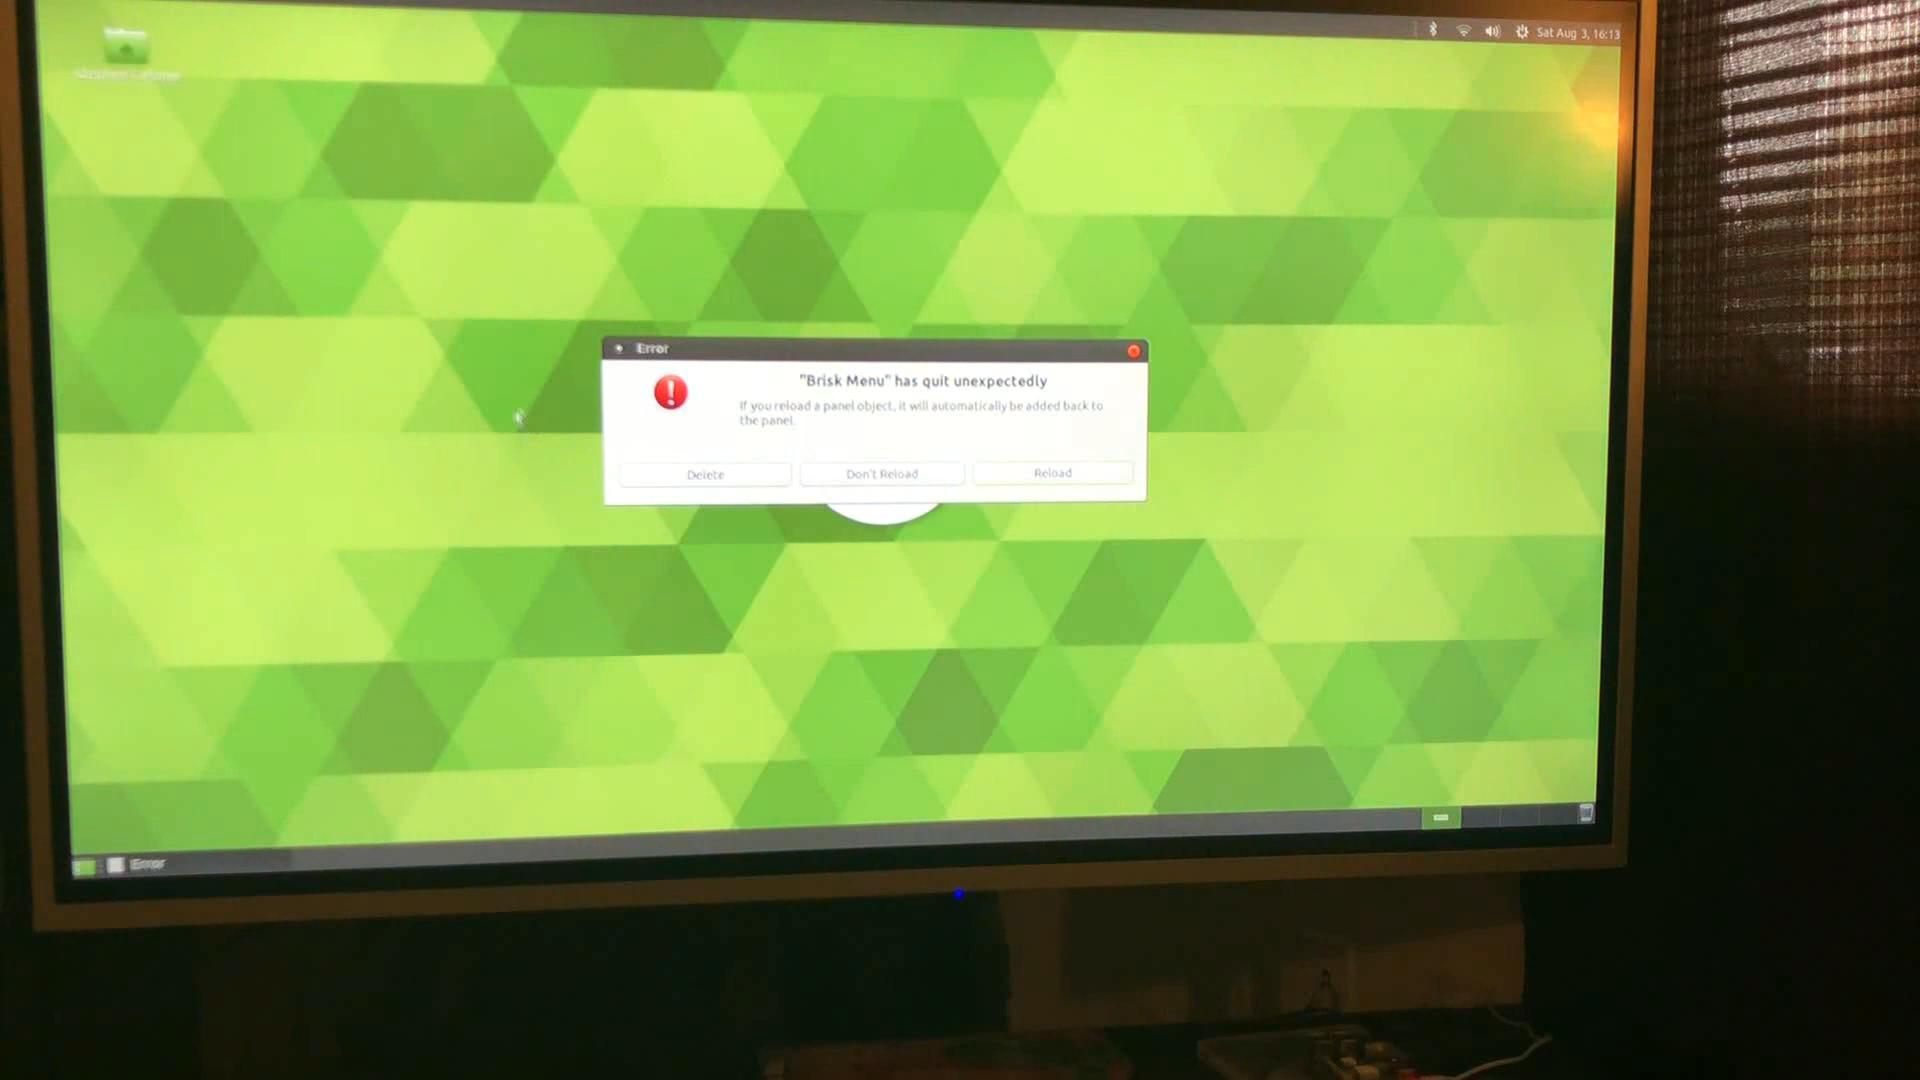 Sat Aug 3, 16:13
Error
"Brisk Menu" has quit unexpectedly
If you reload a panel object, it will automatically be added back to
the panel.
Delete
Don't Reload
Reload
Error